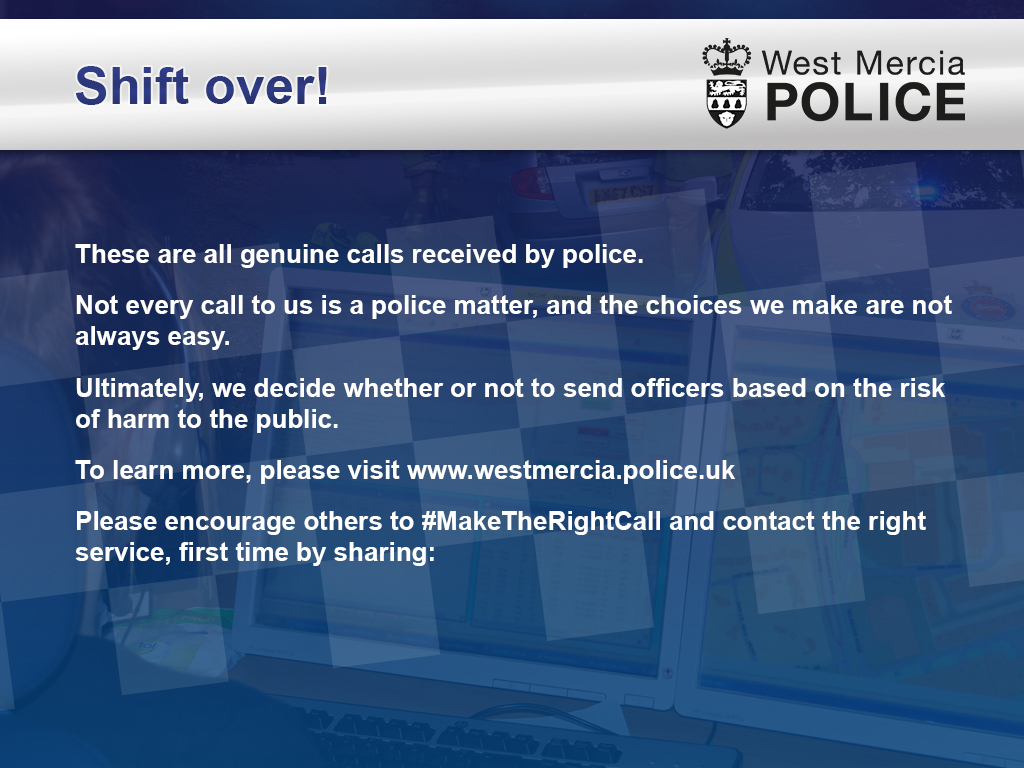 Shift over!
West Mercia
POLICE
These are all genuine calls received by police.
Not every call to us is a police matter, and the choices we make are not
always easy.
Ultimately, we decide whether or not to send officers based on the risk
of harm to the public.
To learn more, please visit www.westmercia.police.uk
Please encourage others to #MakeTheRightCall and contact the right
service, first time by sharing: